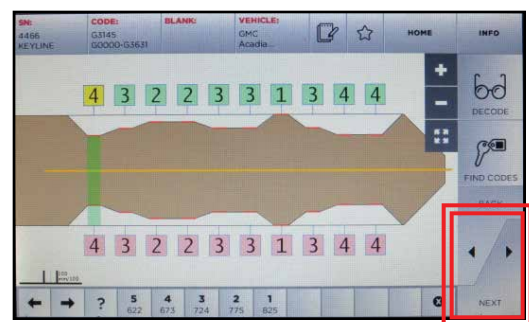 SN: CODE: BLANK: VEHICLE:
4466 G3145 GMC HOME INFO
KEYLINE G0000-G3631 Acadia...
+
4 3 2 2 3 3 1 3 4 4
-
DECODE
FIND CODES
BACK
4 3 2 2 3 3 1 3 4 4
? 5 4 3 2 1
622 673 724 775 825
NEXT